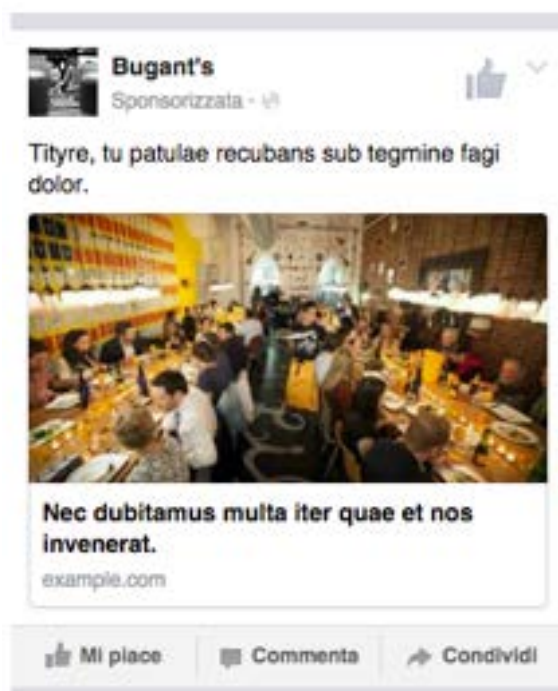 Bugant's
Sponsorizzata ·
Tityre, tu patulae recubans sub tegmine fagi
dolor.
Nec dubitamus multa iter quae et nos
invenerat.
example.com
Mi piace Commenta Condividi